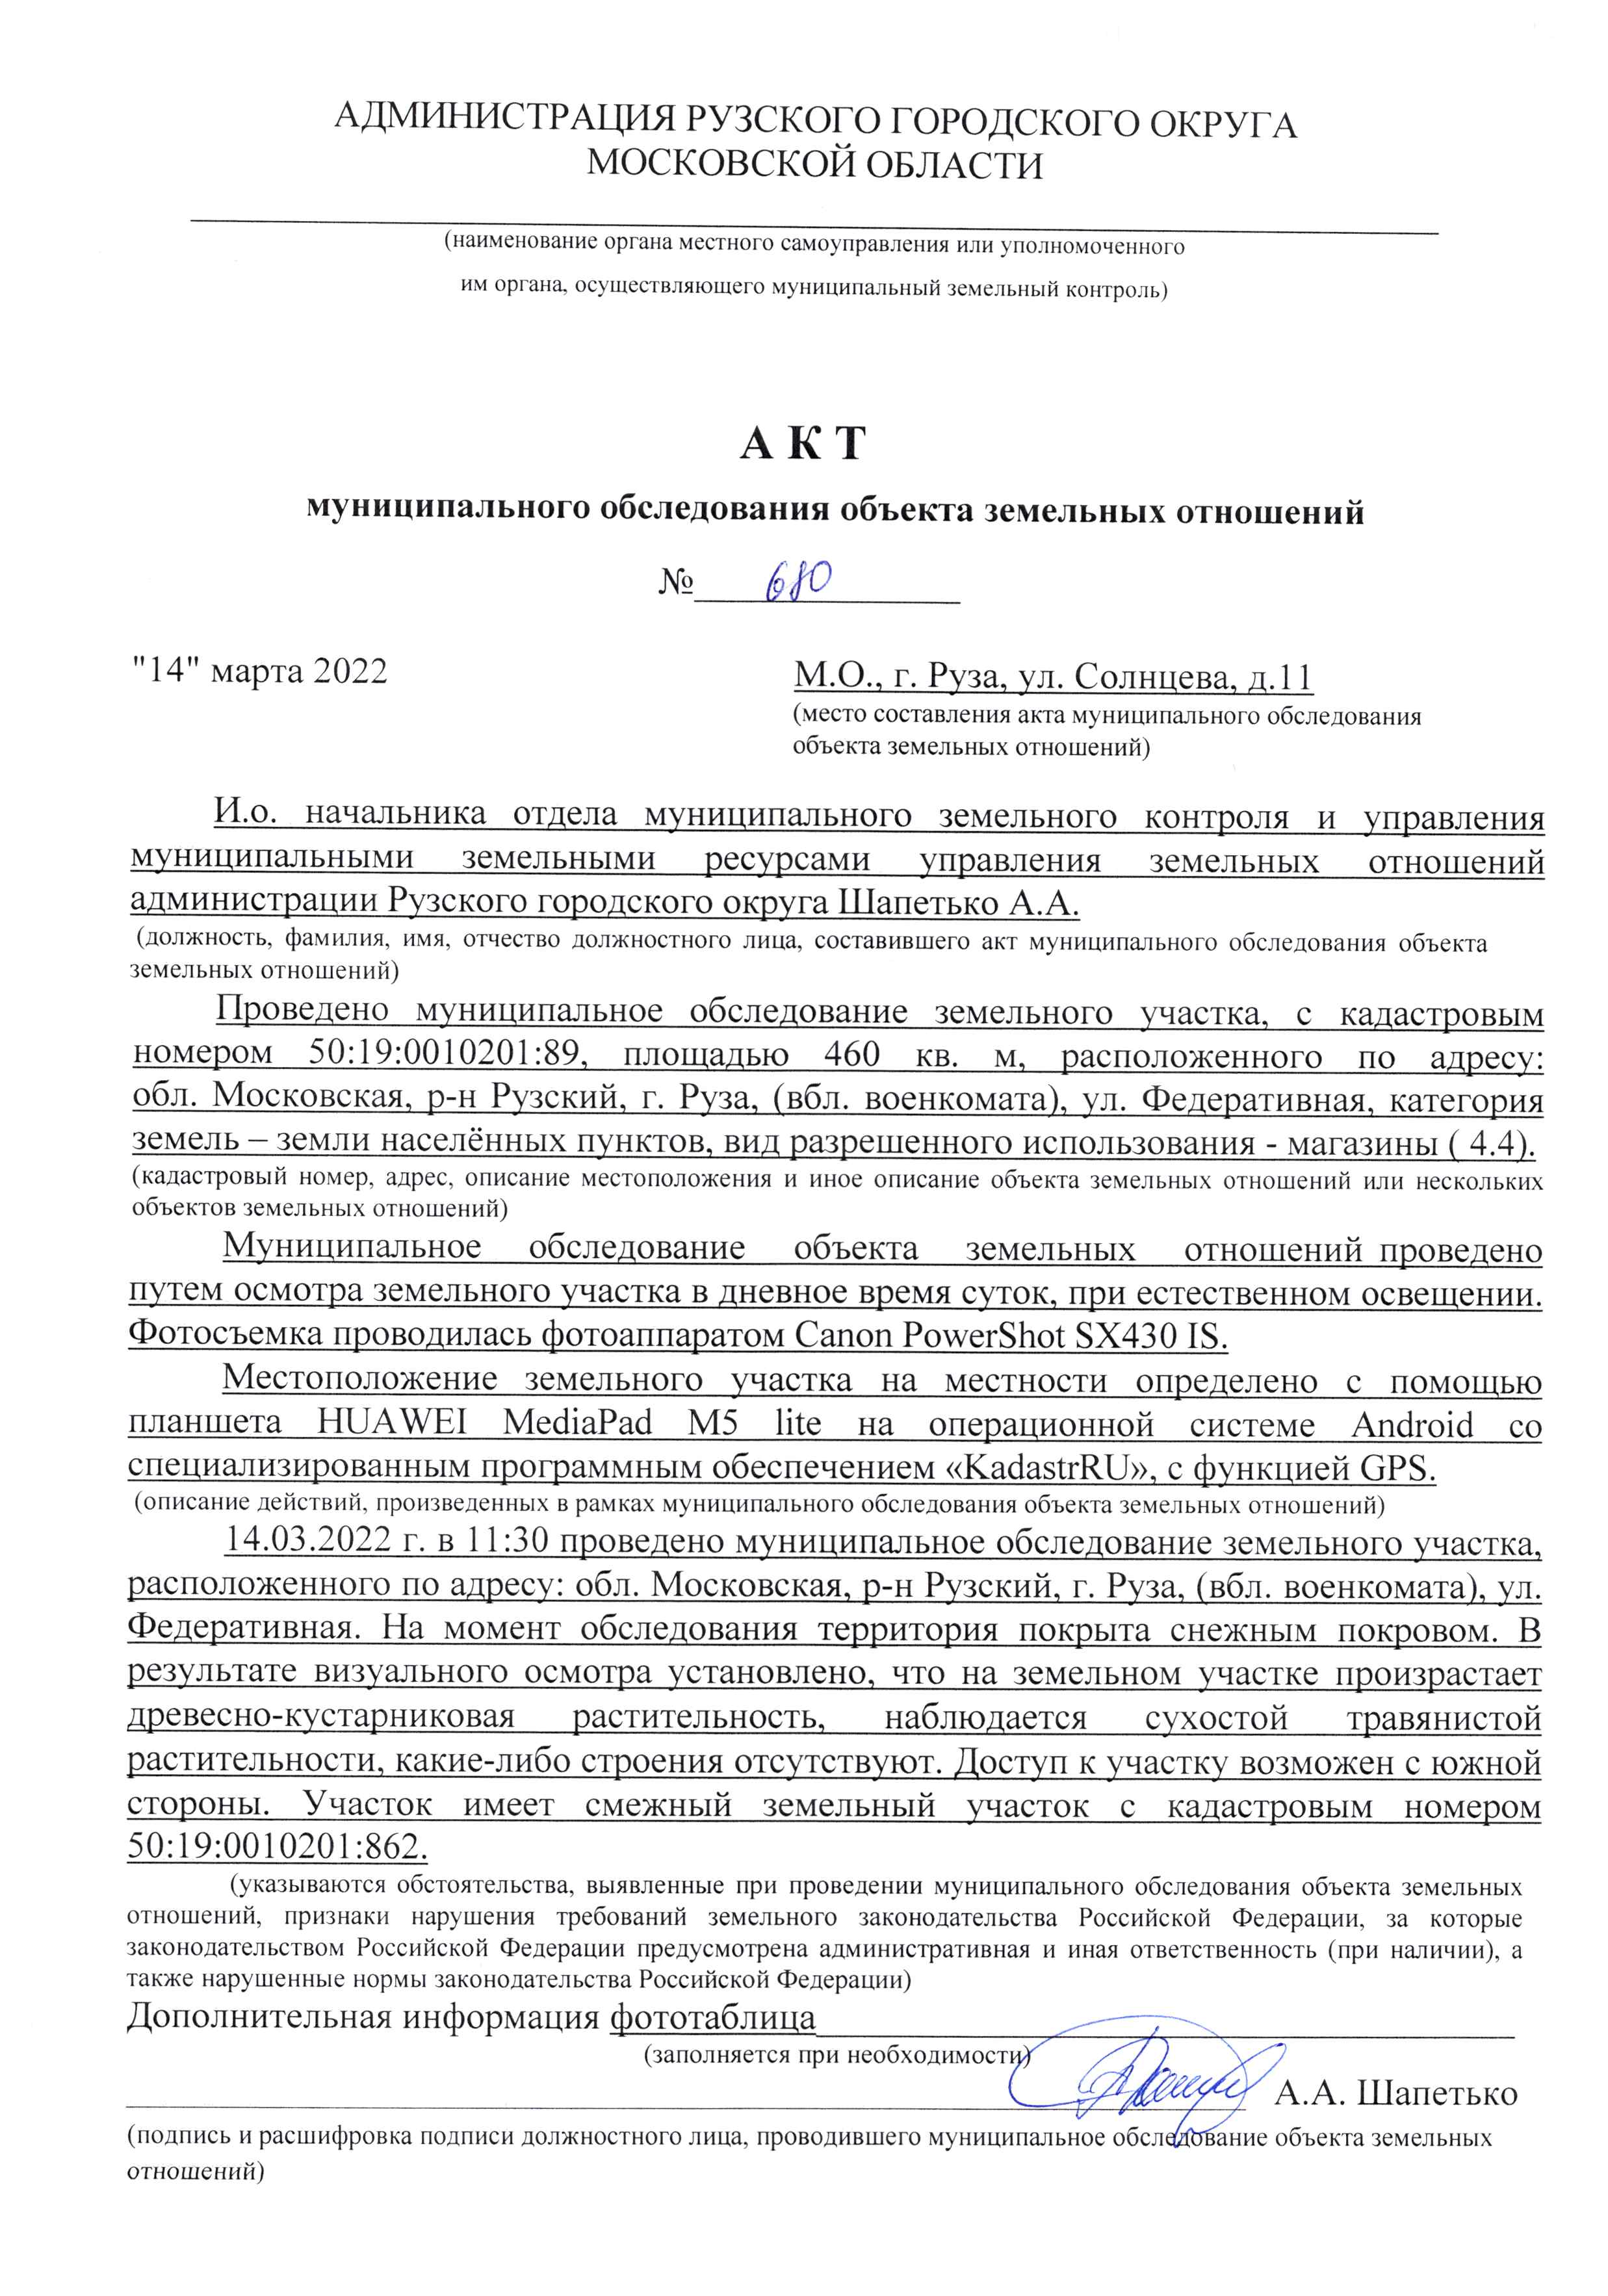 АДМИНИСТРАЦИЯ РУЗСКОГО ГОРОДСКОГО ОКРУГА
МОСКОВСКОЙ ОБЛАСТИ
(наименование органа местного самоуправления или уполномоченного
им органа, осуществляющего муниципальный земельный контроль)
А К Т
муниципального обследования объекта земельных отношений
№ 680
"14" марта 2022
М.О., г. Руза, ул. Солнцева, д.11
(место составления акта муниципального обследования
объекта земельных отношений)
И.о. начальника отдела муниципального земельного контроля и управления
муниципальными земельными ресурсами управления земельных отношений
администрации Рузского городского округа Шапетько А.А.
(должность, фамилия, имя, отчество должностного лица, составившего акт муниципального обследования объекта
земельных отношений)
Проведено муниципальное обследование земельного участка, с кадастровым
номером 50:19:0010201:89, площадью 460 кв. м, расположенного по адресу:
обл. Московская, р-н Рузский, г. Руза, (вбл. военкомата), ул. Федеративная, категория
земель – земли населённых пунктов, вид разрешенного использования - магазины ( 4.4).
(кадастровый номер, адрес, описание местоположения и иное описание объекта земельных отношений или нескольких
объектов земельных отношений)
Муниципальное обследование объекта земельных отношений проведено
путем осмотра земельного участка в дневное время суток, при естественном освещении.
Фотосъемка проводилась фотоаппаратом Canon PowerShot SX430 IS.
Местоположение земельного участка на местности определено с помощью
планшета HUAWEI MediaPad M5 lite на операционной системе Android со
специализированным программным обеспечением «KadastrRU», с функцией GPS.
(описание действий, произведенных в рамках муниципального обследования объекта земельных отношений)
14.03.2022 г. в 11:30 проведено муниципальное обследование земельного участка,
расположенного по адресу: обл. Московская, р-н Рузский, г. Руза, (вбл. военкомата), ул.
Федеративная. На момент обследования территория покрыта снежным покровом. В
результате визуального осмотра установлено, что на земельном участке произрастает
древесно-кустарниковая растительность, наблюдается сухостой травянистой
растительности, какие-либо строения отсутствуют. Доступ к участку возможен с южной
стороны. Участок имеет смежный земельный участок с кадастровым номером
50:19:0010201:862.
(указываются обстоятельства, выявленные при проведении муниципального обследования объекта земельных
отношений, признаки нарушения требований земельного законодательства Российской Федерации, за которые
законодательством Российской Федерации предусмотрена административная и иная ответственность (при наличии), а
также нарушенные нормы законодательства Российской Федерации)
Дополнительная информация фототаблица
(заполняется при необходимости)
А.А. Шапетько
(подпись и расшифровка подписи должностного лица, проводившего муниципальное обследование объекта земельных
отношений)